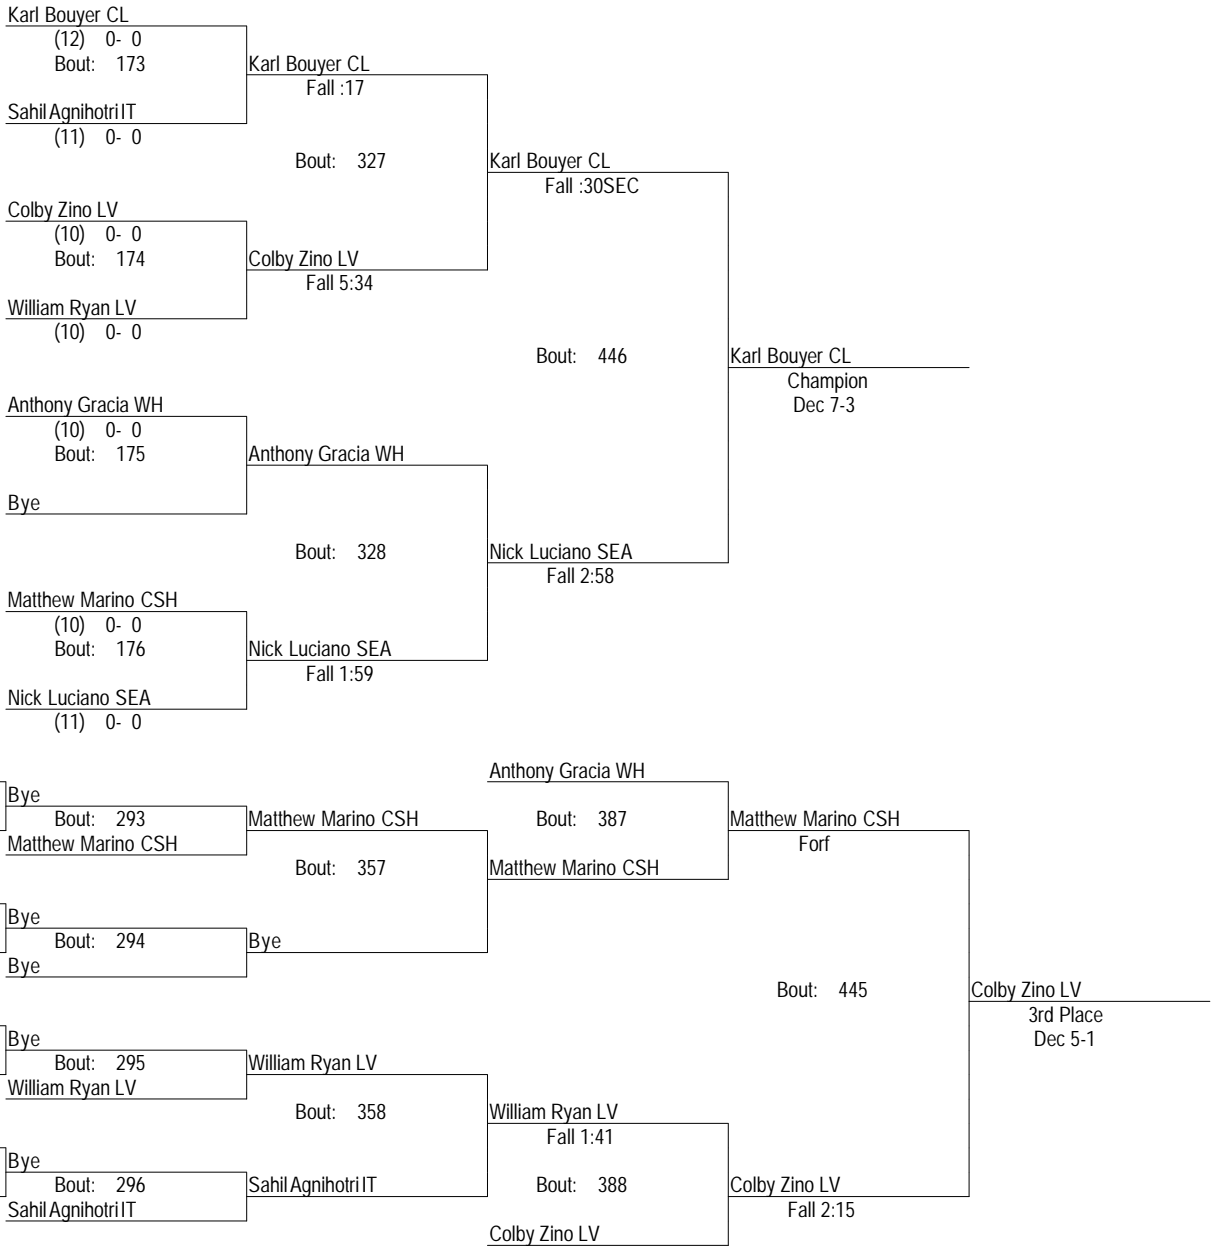 Karl Bouyer CL
(12) 0- 0
Bout: 173
Karl Bouyer CL
Fall :17
Sahil Agnihotri IT
(11) 0- 0
Bout: 327
Karl Bouyer CL
Fall :30SEC
Colby Zino LV
(10) 0- 0
Bout: 174
Colby Zino LV
Fall 5:34
William Ryan LV
(10) 0- 0
Bout: 446
Karl Bouyer CL
Champion
Dec 7-3
Anthony Gracia WH
(10) 0- 0
Bout: 175
Anthony Gracia WH
Bye
Bout: 328
Nick Luciano SEA
Fall 2:58
Matthew Marino CSH
(10) 0- 0
Bout: 176
Nick Luciano SEA
Fall 1:59
Nick Luciano SEA
(11) 0- 0
Anthony Gracia WH
Bye
Bout: 293
Matthew Marino CSH
Bout: 387
Matthew Marino CSH
Forf
Matthew Marino CSH
Bout: 357
Matthew Marino CSH
Bye
Bout: 294
Bye
Bye
Bout: 445
Colby Zino LV
3rd Place
Dec 5-1
Bye
Bout: 295
William Ryan LV
William Ryan LV
Bout: 358
William Ryan LV
Fall 1:41
Bye
Bout: 296
Sahil Agnihotri IT
Bout: 388
Colby Zino LV
Fall 2:15
Sahil Agnihotri IT
Colby Zino LV